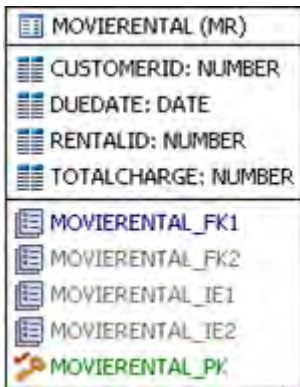 MOVIERENTAL (MR)
CUSTOMERID: NUMBER
DUEDATE: DATE
RENTALID: NUMBER
TOTALCHARGE: NUMBER
MOVIERENTAL_FK1
MOVIERENTAL_FK2
MOVIERENTAL_IE1
MOVIERENTAL_IE2
MOVIERENTAL_PK